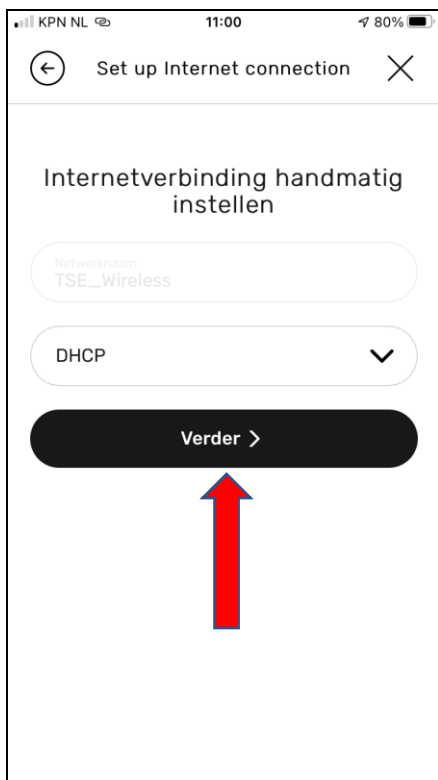 KPN NL 11:00 80%
Set up Internet connection
Internetverbinding handmatig
instellen
Netwerknaam
TSE_Wireless
DHCP
Verder >